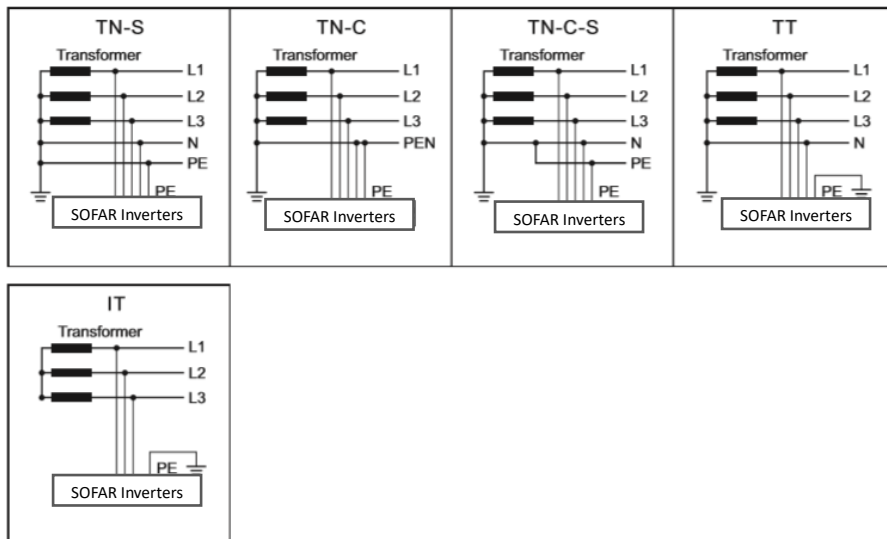 TN-S
Transformer
L1
L2
L3
N
PE
PE
SOFAR Inverters
TN-C
Transformer
L1
L2
L3
PEN
PE
SOFAR Inverters
TN-C-S
Transformer
L1
L2
L3
N
PE
PE
SOFAR Inverters
TT
Transformer
L1
L2
L3
N
PE
SOFAR Inverters
IT
Transformer
L1
L2
L3
PE
SOFAR Inverters